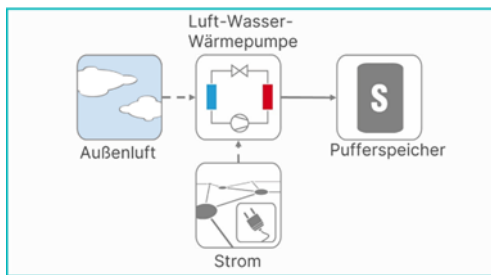 Luft-Wasser-
Wärmepumpe
Außenluft
S
Pufferspeicher
Strom